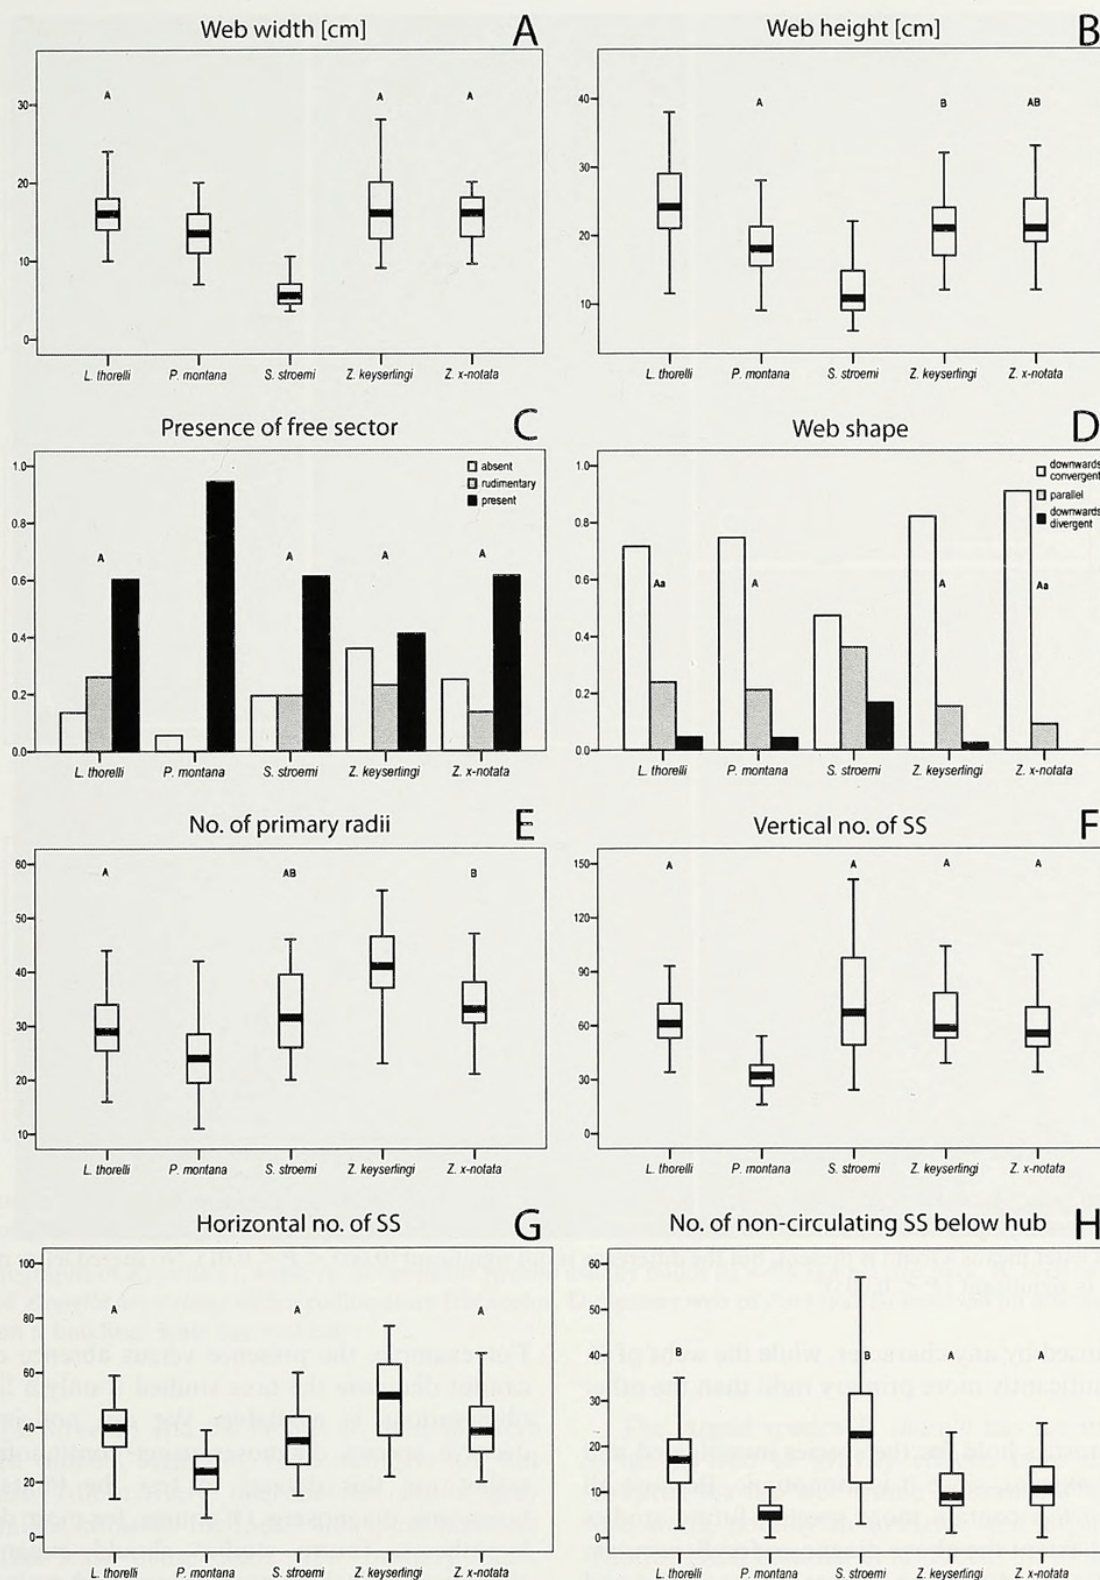 Web width [cm] A
30
20
10
0
A A A
L. thorelli P. montana S. stroemi Z. keyserlingi Z. x-notata
Web height [cm] B
40
30
20
10
A B AB
L. thorelli P. montana S. stroemi Z. keyserlingi Z. x-notata
Presence of free sector C
1.0
0.8
0.6
0.4
0.2
0.0
absent
rudimentary
present
A A A A
L. thorelli P. montana S. stroemi Z. keyserlingi Z. x-notata
Web shape D
1.0
0.8
0.6
0.4
0.2
0.0
downwards
convergent
parallel
downwards
divergent
Aa A A Aa
L. thorelli P. montana S. stroemi Z. keyserlingi Z. x-notata
No. of primary radii E
60
50
40
30
20
10
A AB B
L. thorelli P. montana S. stroemi Z. keyserlingi Z. x-notata
Vertical no. of SS F
150
120
90
60
30
0
A A A A
L. thorelli P. montana S. stroemi Z. keyserlingi Z. x-notata
Horizontal no. of SS G
100
80
60
40
20
0
A A A
L. thorelli P. montana S. stroemi Z. keyserlingi Z. x-notata
No. of non-circulating SS below hub H
60
50
40
30
20
10
0
B B A A
L. thorelli P. montana S. stroemi Z. keyserlingi Z. x-notata